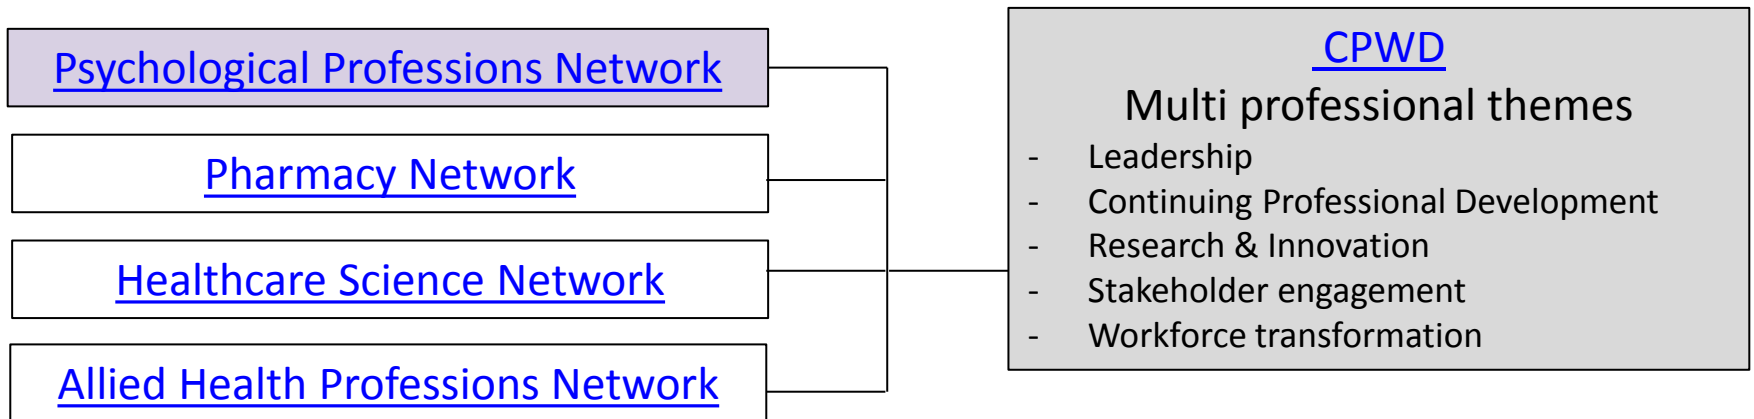 Psychological Professions Network
Pharmacy Network
Healthcare Science Network
Allied Health Professions Network
CPWD
Multi professional themes
- Leadership
- Continuing Professional Development
- Research & Innovation
- Stakeholder engagement
- Workforce transformation